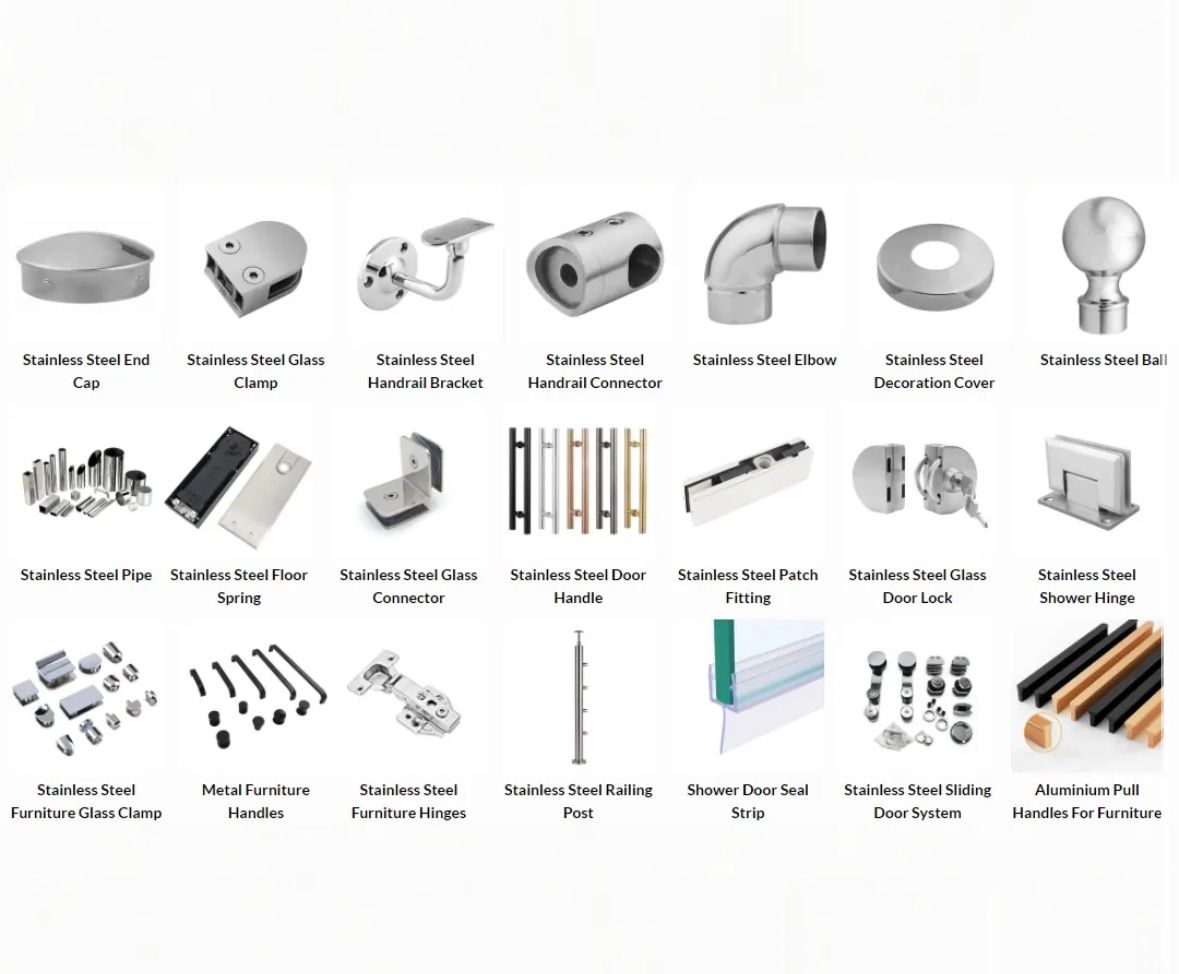 Stainless Steel End
Cap
Stainless Steel Glass
Clamp
Stainless Steel
Handrail Bracket
Stainless Steel
Handrail Connector
Stainless Steel Elbow
Stainless Steel
Decoration Cover
Stainless Steel Ball
Stainless Steel Pipe
Stainless Steel Floor
Spring
Stainless Steel Glass
Connector
Stainless Steel Door
Handle
Stainless Steel Patch
Fitting
Stainless Steel Glass
Door Lock
Stainless Steel
Shower Hinge
Stainless Steel
Furniture Glass Clamp
Metal Furniture
Handles
Stainless Steel
Furniture Hinges
Stainless Steel Railing
Post
Shower Door Seal
Strip
Stainless Steel Sliding
Door System
Aluminium Pull
Handles For Furniture